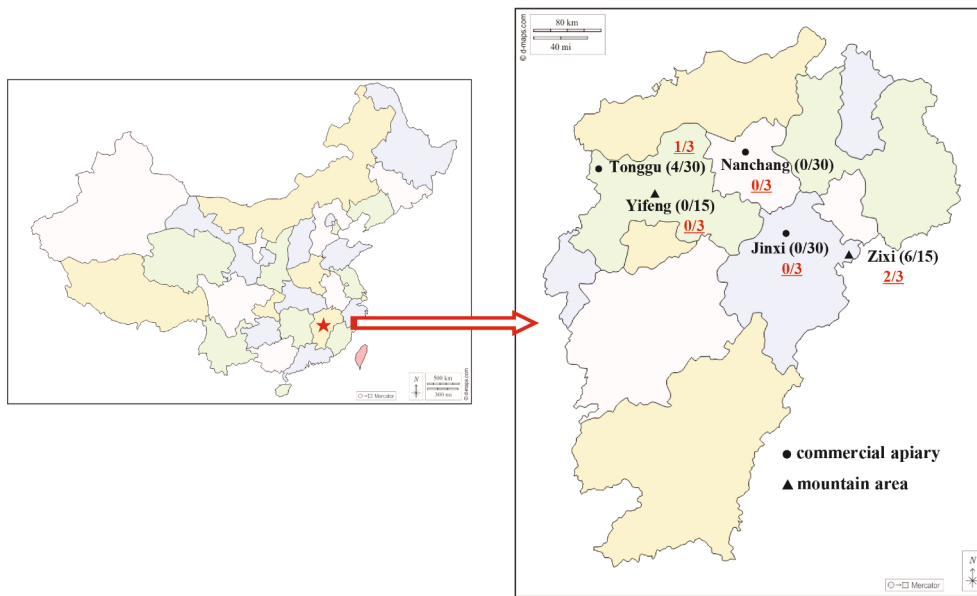 500 km
300 mi
N
Mercator
© d-maps.com
80 km
40 mi
© d-maps.com
1/3
Tonggu (4/30)
Nanchang (0/30)
0/3
Yifeng (0/15)
0/3
Jinxi (0/30)
0/3
Zixi (6/15)
2/3
commercial apiary
mountain area
N
Mercator